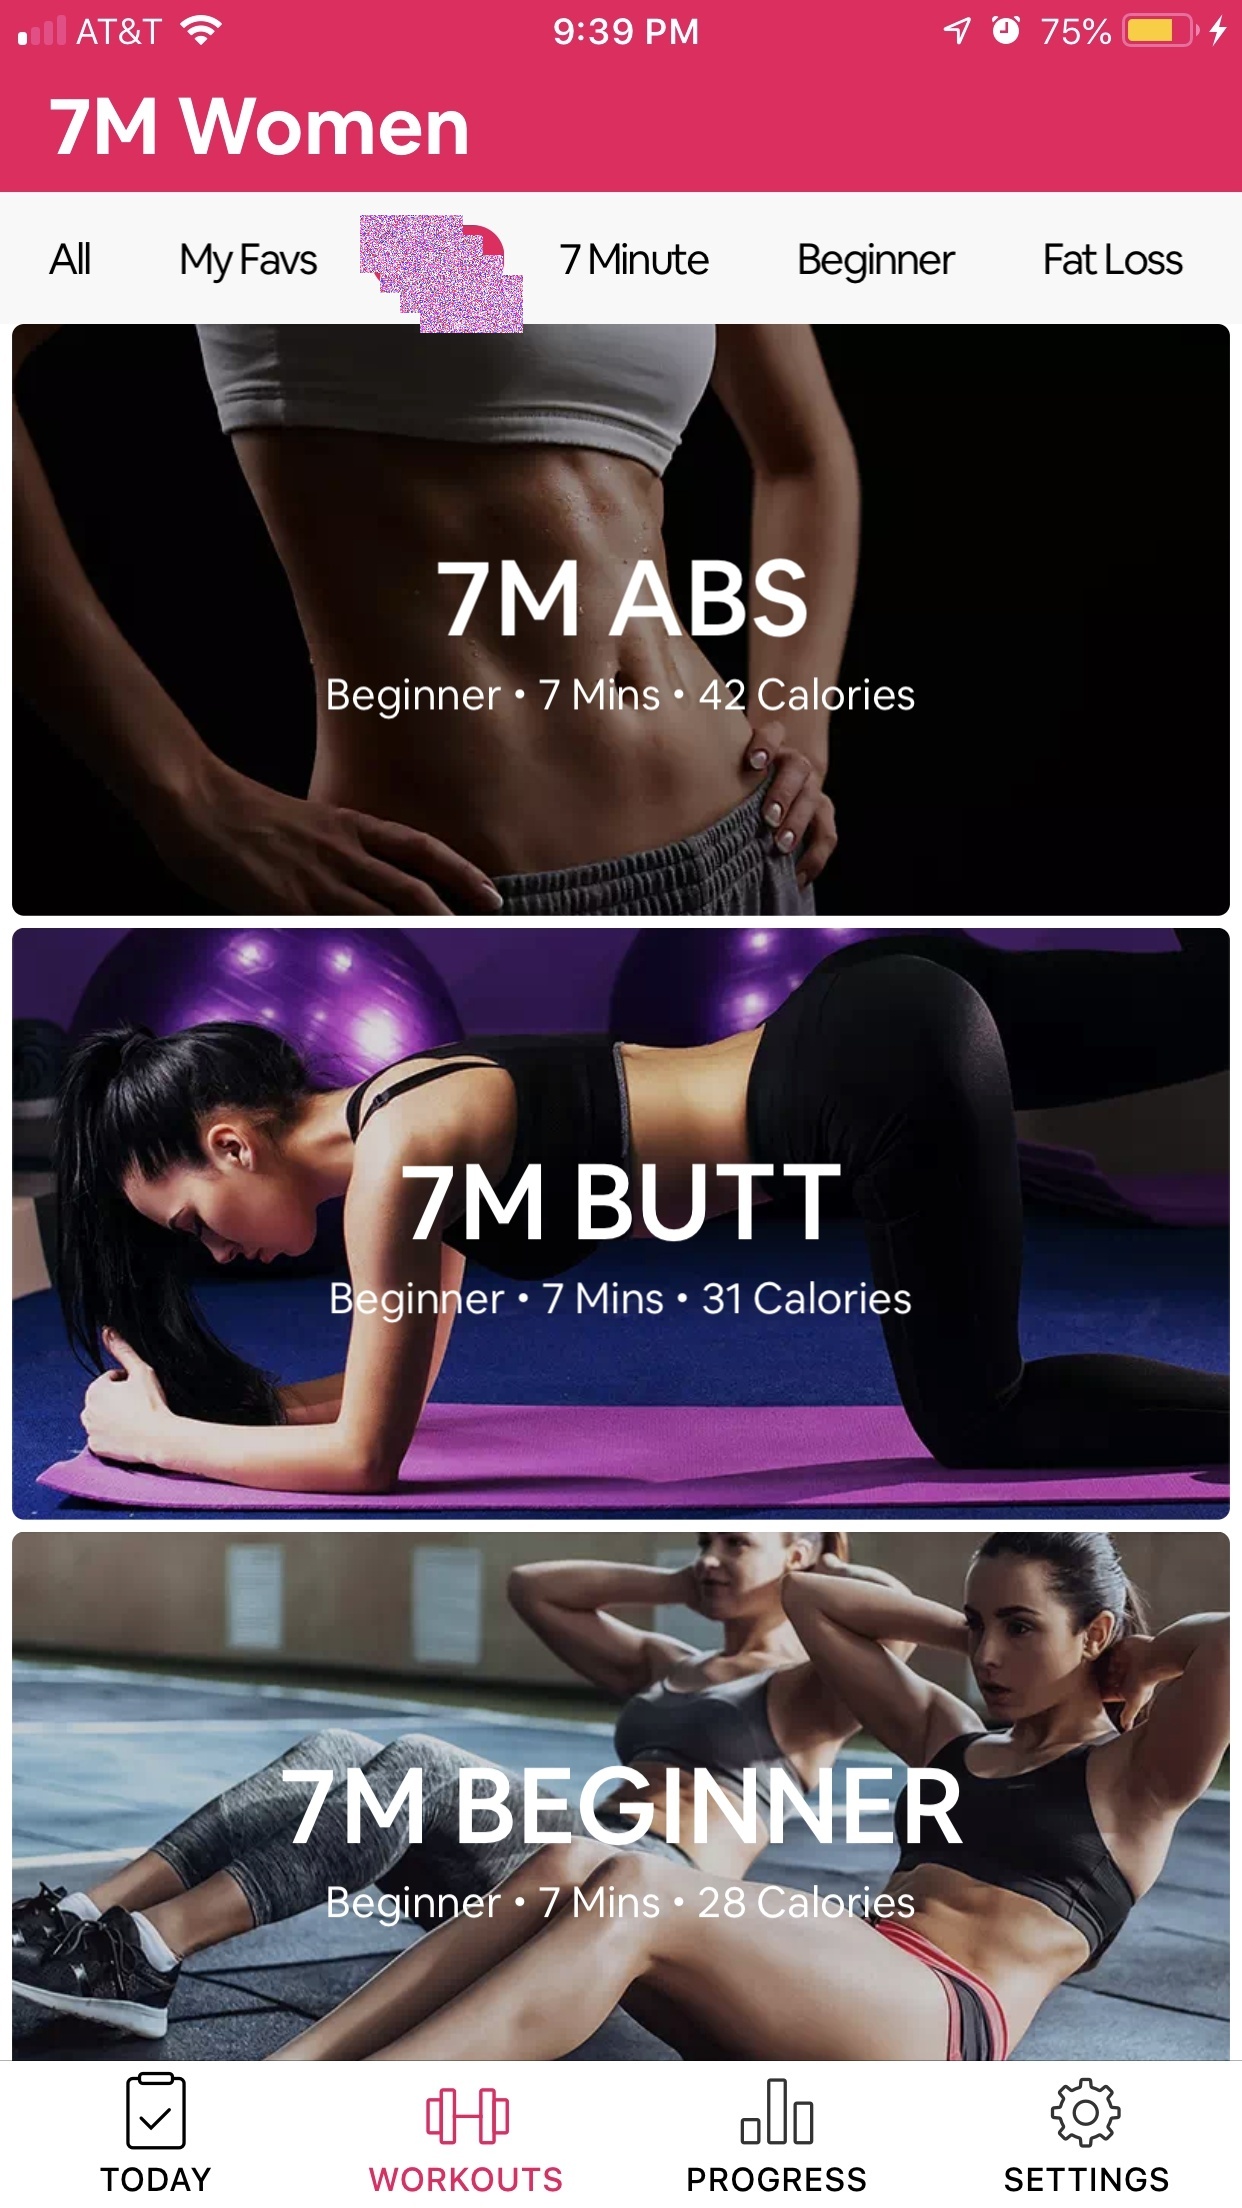 AT&T 9:39 PM 75%
7M Women
All My Favs 7 Minute Beginner Fat Loss
7M ABS
Beginner • 7 Mins • 42 Calories
7M BUTT
Beginner • 7 Mins • 31 Calories
7M BEGINNER
Beginner • 7 Mins • 28 Calories
TODAY WORKOUTS PROGRESS SETTINGS